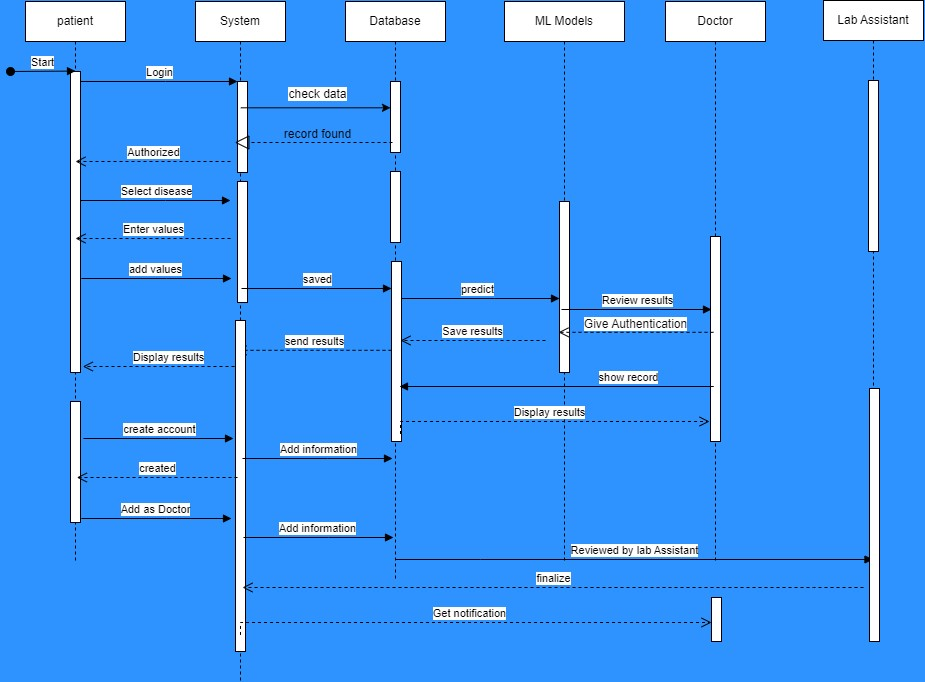 patient
System
Database
ML Models
Doctor
Lab Assistant
Start
Login
check data
record found
Authorized
Select disease
Enter values
add values
saved
predict
Review results
Give Authentication
Save results
send results
Display results
show record
Display results
create account
Add information
created
Add as Doctor
Add information
Reviewed by lab Assistant
finalize
Get notification